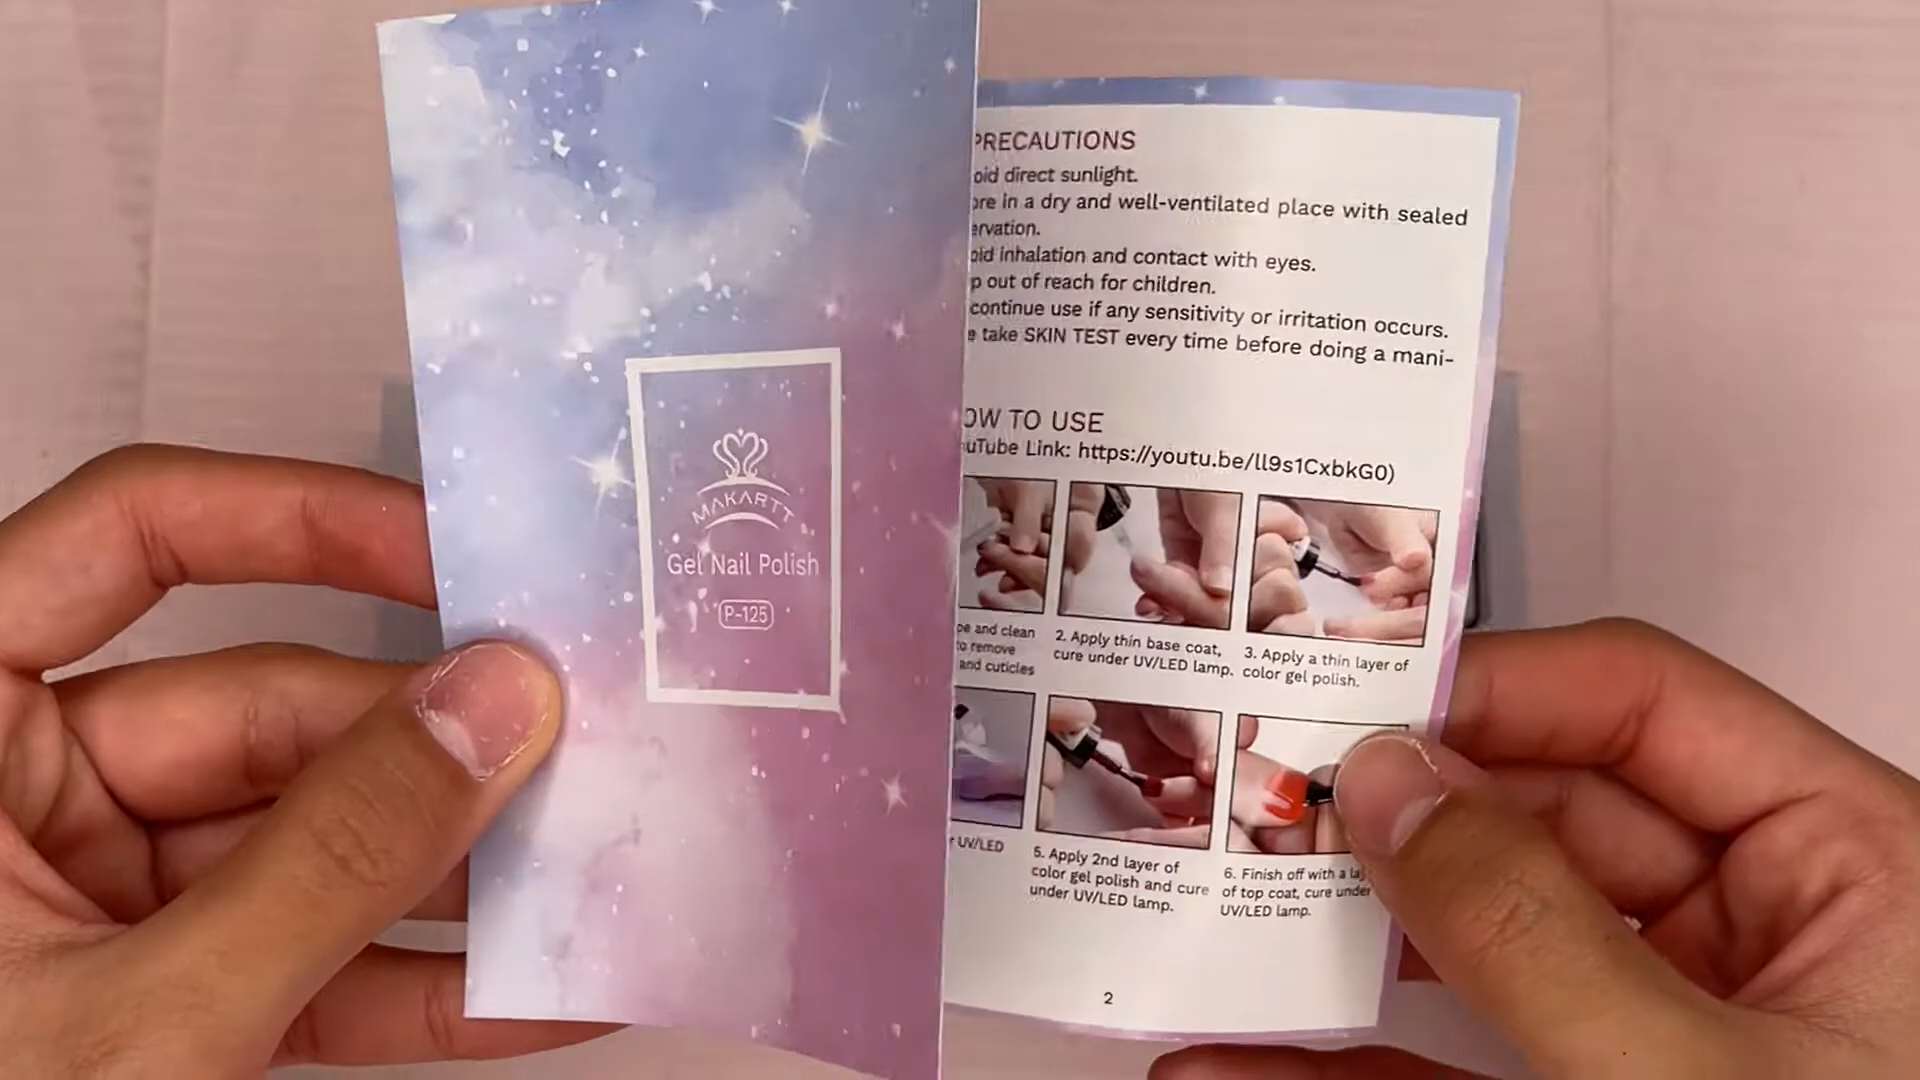 MAKARTT
Gel Nail Polish
P-125
PRECAUTIONS
oid direct sunlight.
ore in a dry and well-ventilated place with sealed
ervation.
oid inhalation and contact with eyes.
p out of reach for children.
continue use if any sensitivity or irritation occurs.
e take SKIN TEST every time before doing a mani-
OW TO USE
uTube Link: https://youtu.be/ll9s1CxbkG0)
pe and clean
to remove
and cuticles
2. Apply thin base coat,
cure under UV/LED lamp.
3. Apply a thin layer of
color gel polish.
r UV/LED
5. Apply 2nd layer of
color gel polish and cure
under UV/LED lamp.
6. Finish off with a la
of top coat, cure under
UV/LED lamp.
2